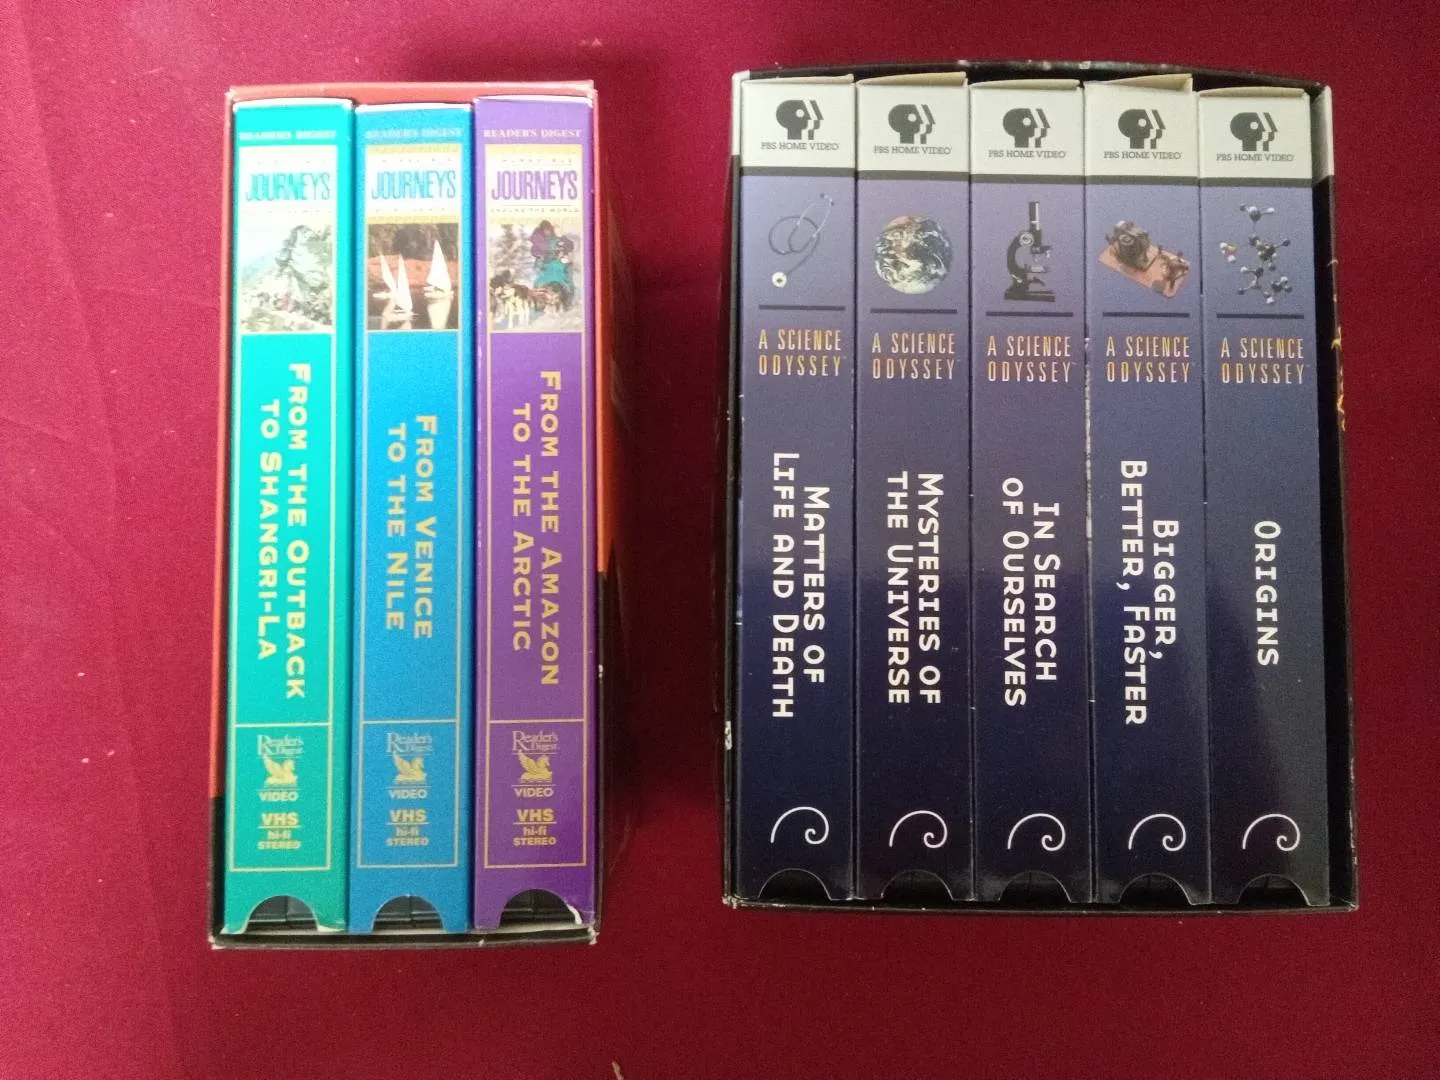 READER'S DIGEST
JOURNEYS
FROM THE OUTBACK
TO SHANGRI-LA
Reader's
Digest
VIDEO
VHS
hi-fi
STEREO
READER'S DIGEST
JOURNEYS
FROM VENICE
TO THE NILE
Reader's
Digest
VIDEO
VHS
hi-fi
STEREO
READER'S DIGEST
JOURNEYS
AROUND THE WORLD
FROM THE AMAZON
TO THE ARCTIC
Reader's
Digest
VIDEO
VHS
hi-fi
STEREO
PBS HOME VIDEO
A SCIENCE
ODYSSEY
MATTERS OF
LIFE AND DEATH
PBS HOME VIDEO
A SCIENCE
ODYSSEY
MYSTERIES OF
THE UNIVERSE
PBS HOME VIDEO
A SCIENCE
ODYSSEY
IN SEARCH
OF OURSELVES
PBS HOME VIDEO
A SCIENCE
ODYSSEY
BIGGER,
BETTER, FASTER
PBS HOME VIDEO
A SCIENCE
ODYSSEY
ORIGINS